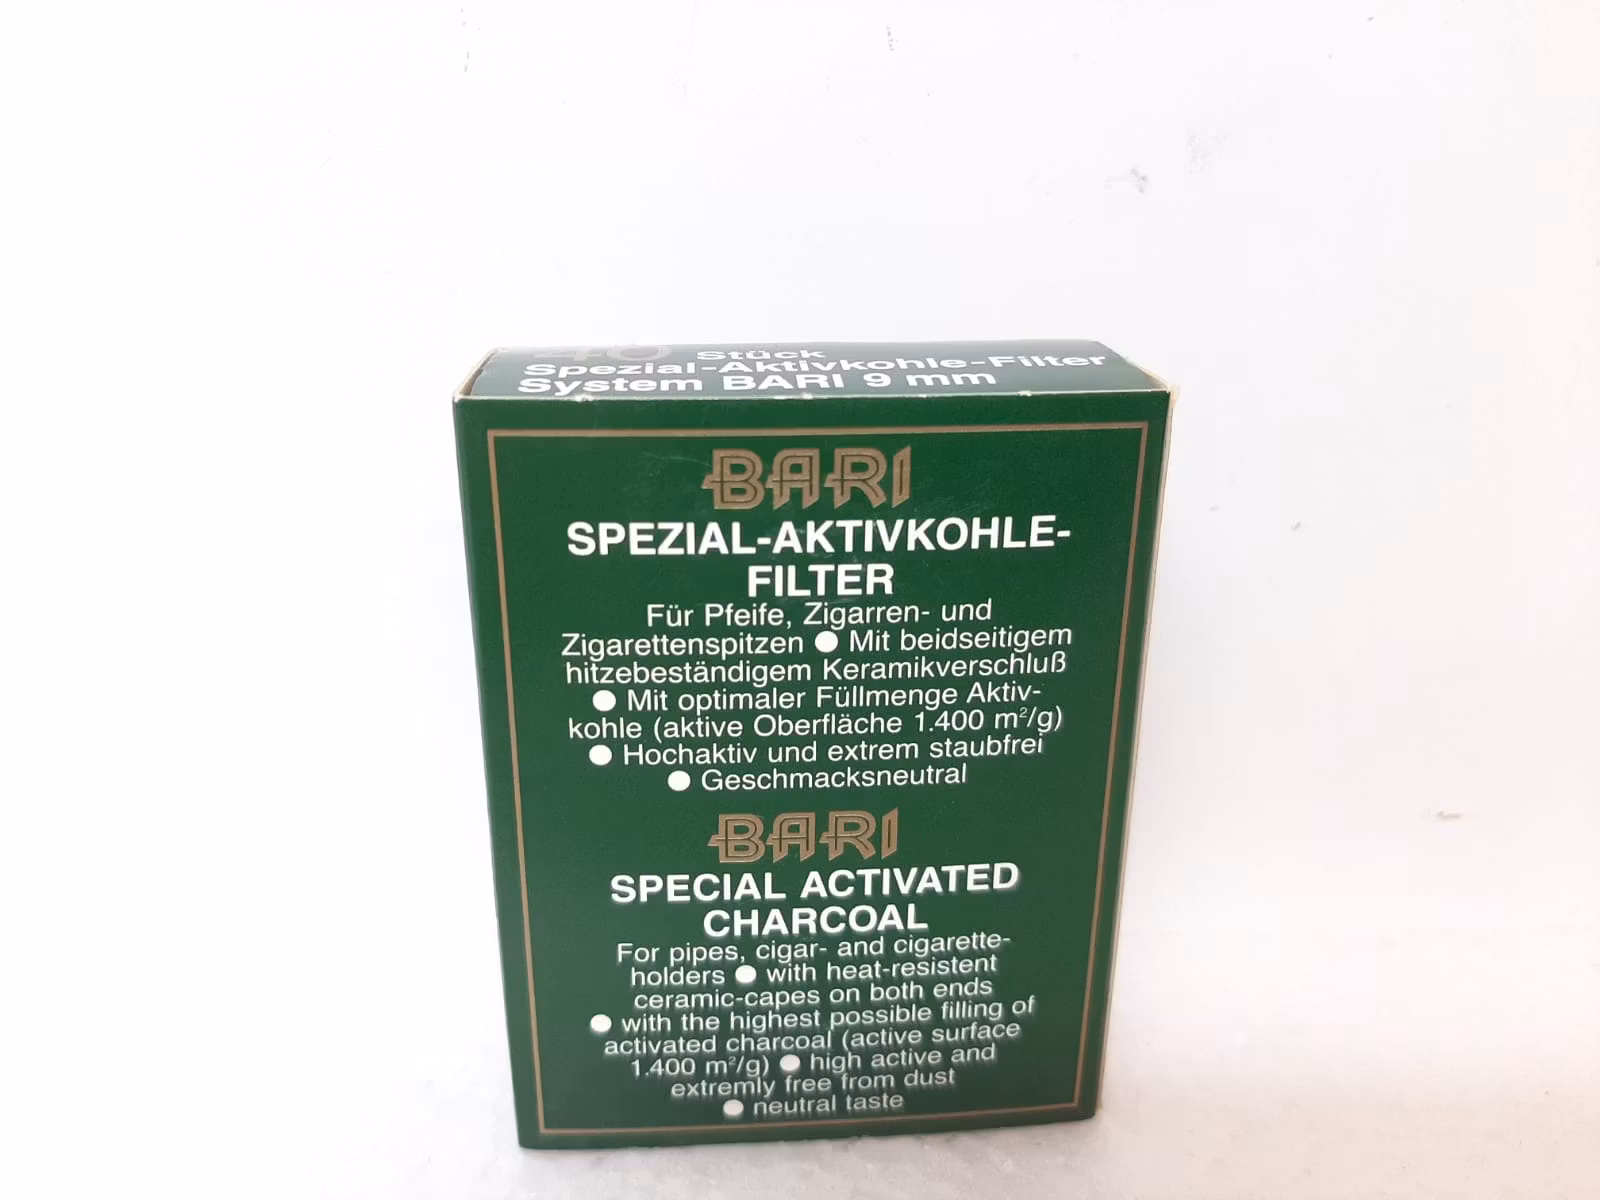 40 Stück
Spezial-Aktivkohle-Filter
System BARI 9 mm
BARI
SPEZIAL-AKTIVKOHLE-
FILTER
Für Pfeife, Zigarren- und
Zigarettenspitzen ● Mit beidseitigem
hitzebeständigem Keramikverschluß
● Mit optimaler Füllmenge Aktiv-
kohle (aktive Oberfläche 1.400 m²/g)
● Hochaktiv und extrem staubfrei
● Geschmacksneutral
BARI
SPECIAL ACTIVATED
CHARCOAL
For pipes, cigar- and cigarette-
holders ● with heat-resistent
ceramic-capes on both ends
● with the highest possible filling of
activated charcoal (active surface
1.400 m²/g) ● high active and
extremly free from dust
● neutral taste